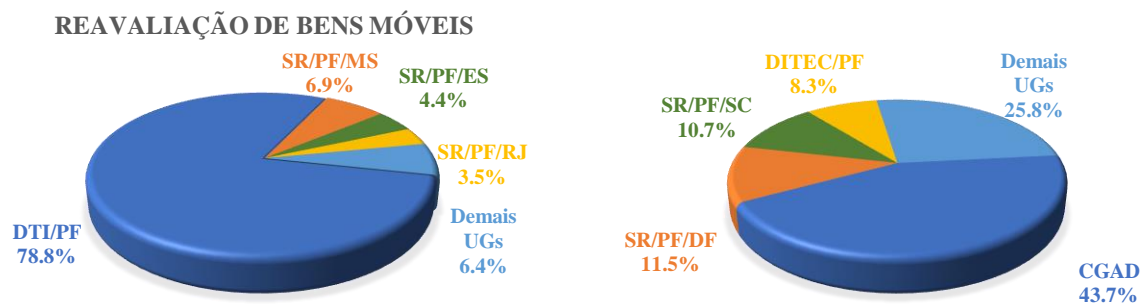 REAVALIAÇÃO DE BENS MÓVEIS
SR/PF/MS
6.9%
SR/PF/ES
4.4%
SR/PF/RJ
3.5%
Demais
UGs
6.4%
DTI/PF
78.8%
DITEC/PF
8.3%
Demais
UGs
25.8%
SR/PF/SC
10.7%
SR/PF/DF
11.5%
CGAD
43.7%